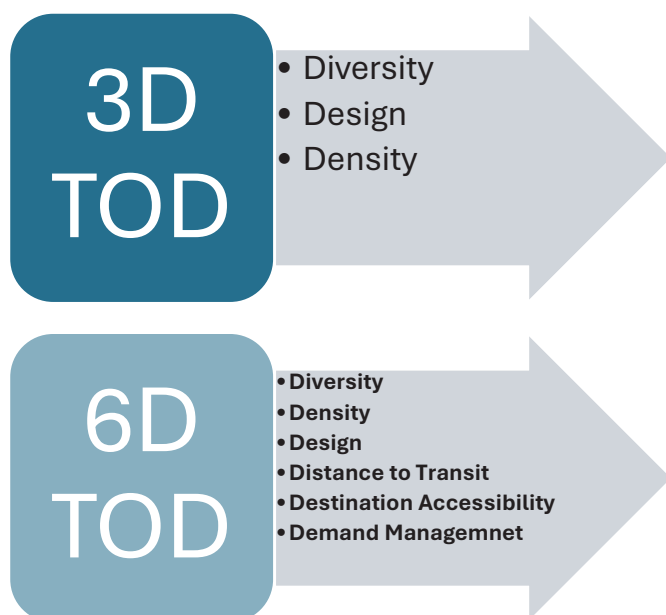 3D
TOD
• Diversity
• Design
• Density
6D
TOD
•Diversity
•Density
•Design
•Distance to Transit
•Destination Accessibility
•Demand Managemnet